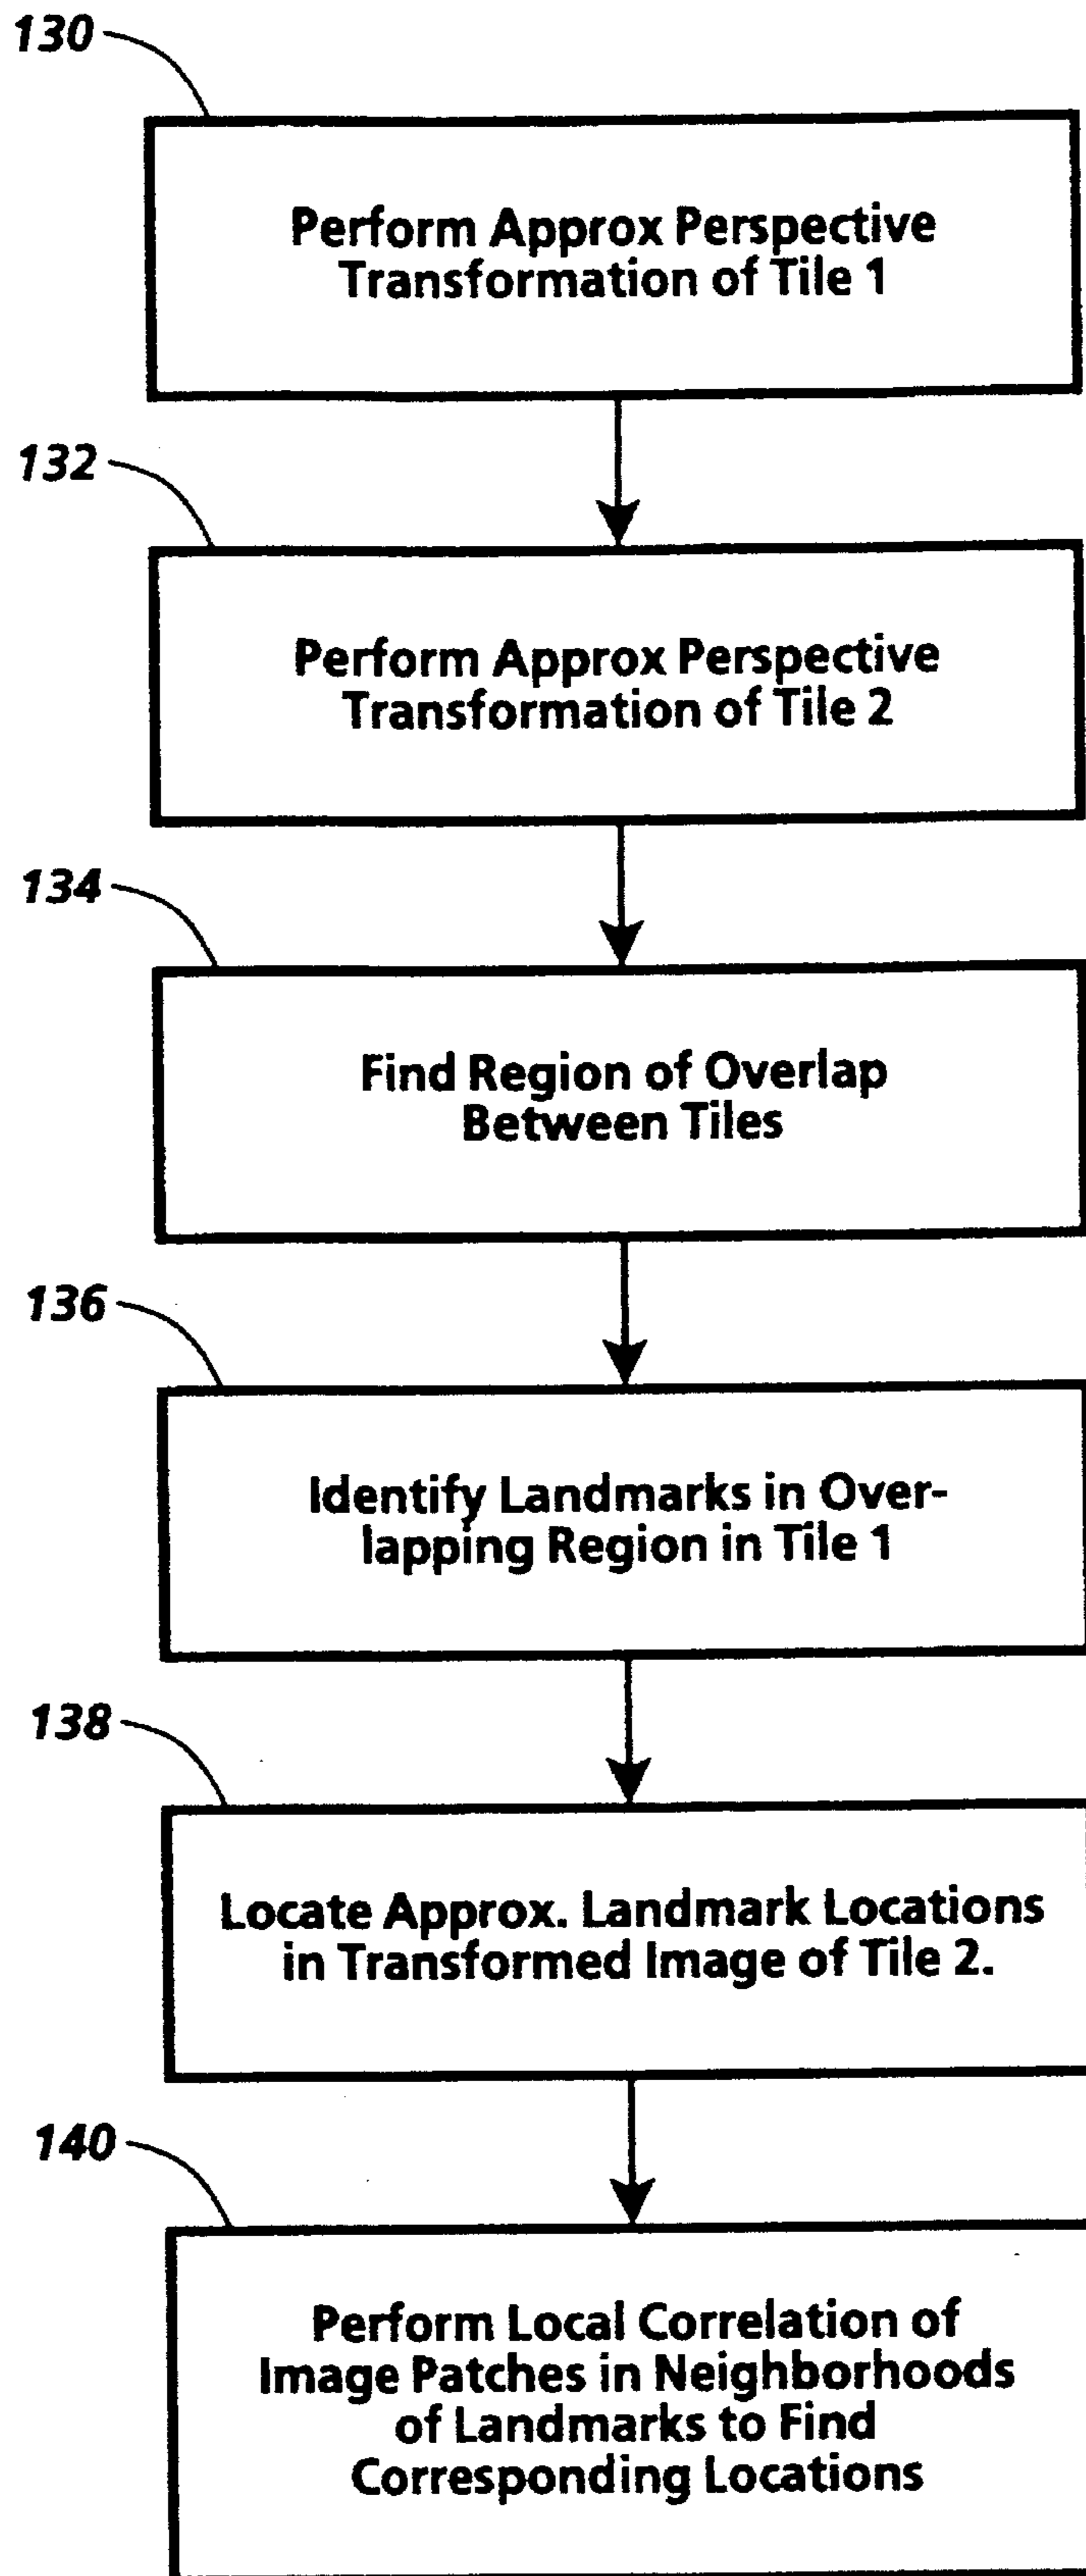 130
Perform Approx Perspective
Transformation of Tile 1
132
Perform Approx Perspective
Transformation of Tile 2
134
Find Region of Overlap
Between Tiles
136
Identify Landmarks in Over-
lapping Region in Tile 1
138
Locate Approx. Landmark Locations
in Transformed Image of Tile 2.
140
Perform Local Correlation of
Image Patches in Neighborhoods
of Landmarks to Find
Corresponding Locations